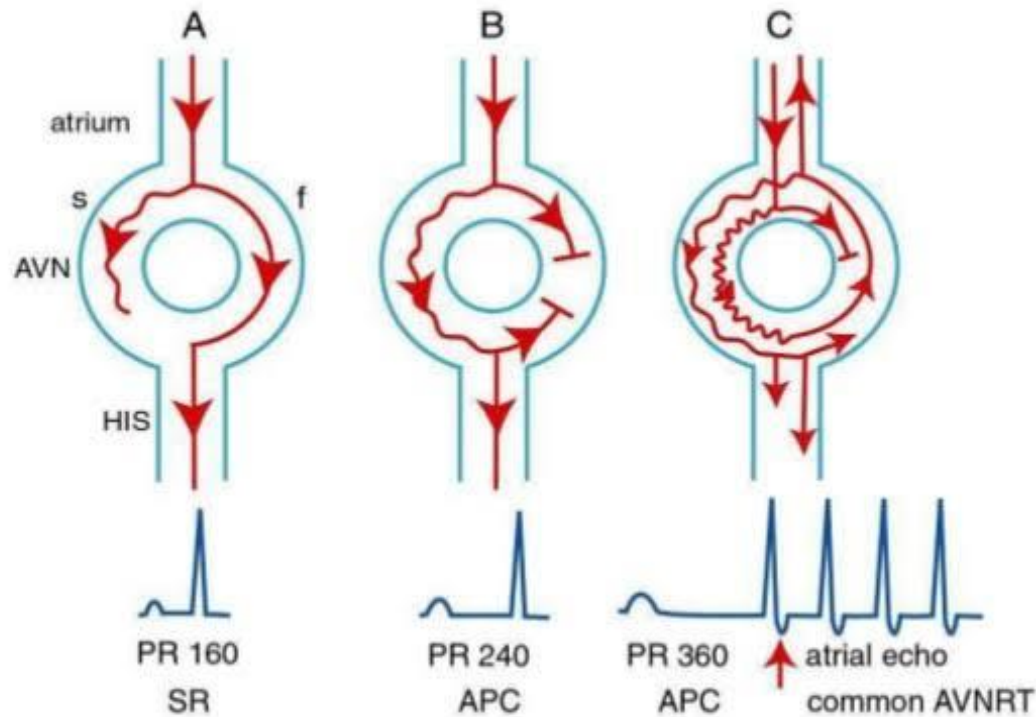 A B C
atrium
s f
AVN
HIS
PR 160 PR 240 PR 360 atrial echo
SR APC APC common AVNRT